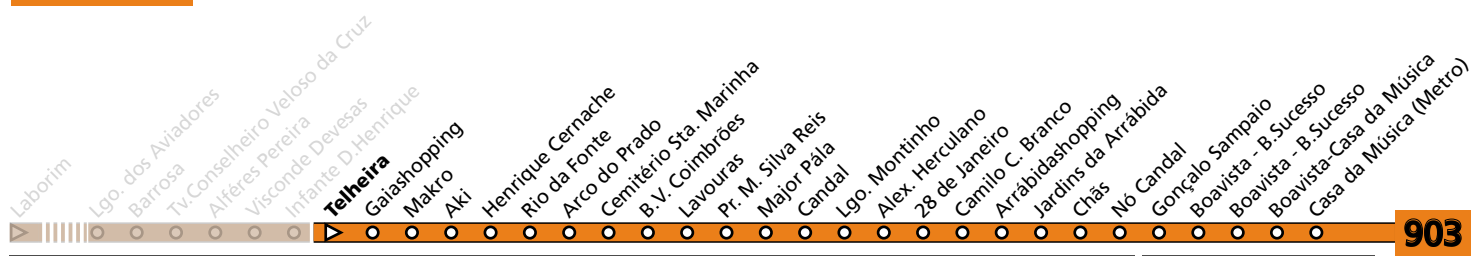 Laborim
Lgo. dos Aviadores
Barrosa
Tv.Conselheiro Veloso da Cruz
Alféres Pereira
Visconde Devesas
Infante D.Henrique
Telheira
Gaiashopping
Makro
Aki
Henrique Cernache
Rio da Fonte
Arco do Prado
Cemitério Sta. Marinha
B.V. Coimbrões
Lavouras
Pr. M. Silva Reis
Major Pála
Candal
Lgo. Montinho
Alex. Herculano
28 de Janeiro
Camilo C. Branco
Arrábidashopping
Jardins da Arrábida
Chãs
Nó Candal
Gonçalo Sampaio
Boavista - B.Sucesso
Boavista - B.Sucesso
Boavista-Casa da Música
Casa da Música (Metro)
903